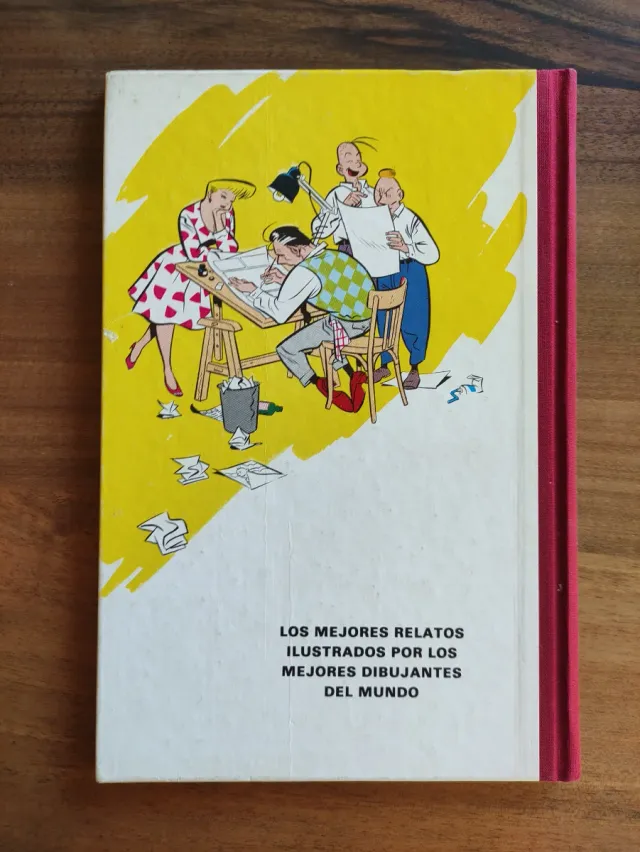 LOS MEJORES RELATOS
ILUSTRADOS POR LOS
MEJORES DIBUJANTES
DEL MUNDO